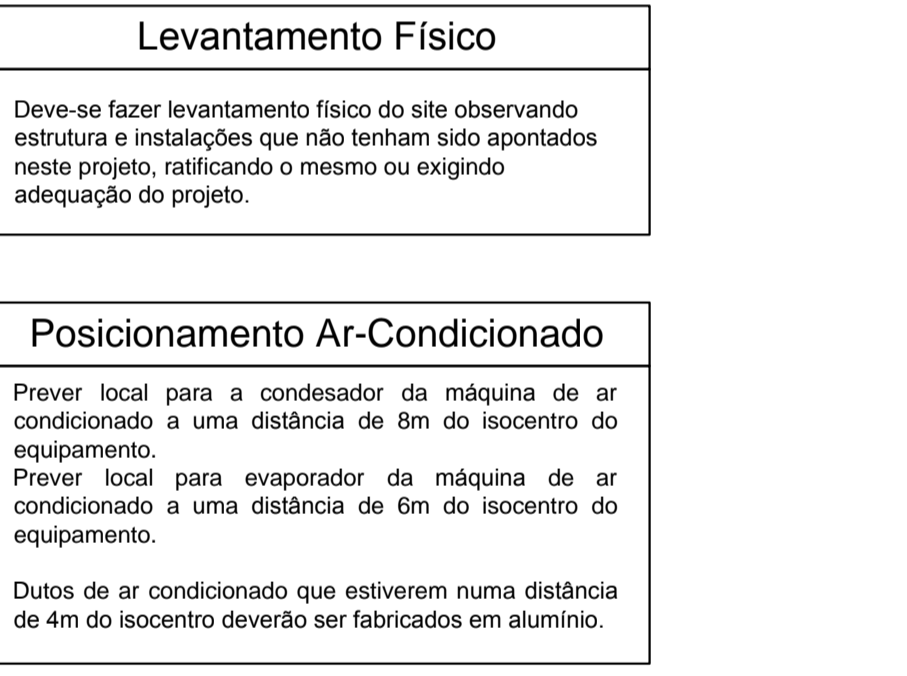 Levantamento Físico
Deve-se fazer levantamento físico do site observando
estrutura e instalações que não tenham sido apontados
neste projeto, ratificando o mesmo ou exigindo
adequação do projeto.
Posicionamento Ar-Condicionado
Prever local para a condesador da máquina de ar
condicionado a uma distância de 8m do isocentro do
equipamento.
Prever local para evaporador da máquina de ar
condicionado a uma distância de 6m do isocentro do
equipamento.
Dutos de ar condicionado que estiverem numa distância
de 4m do isocentro deverão ser fabricados em alumínio.